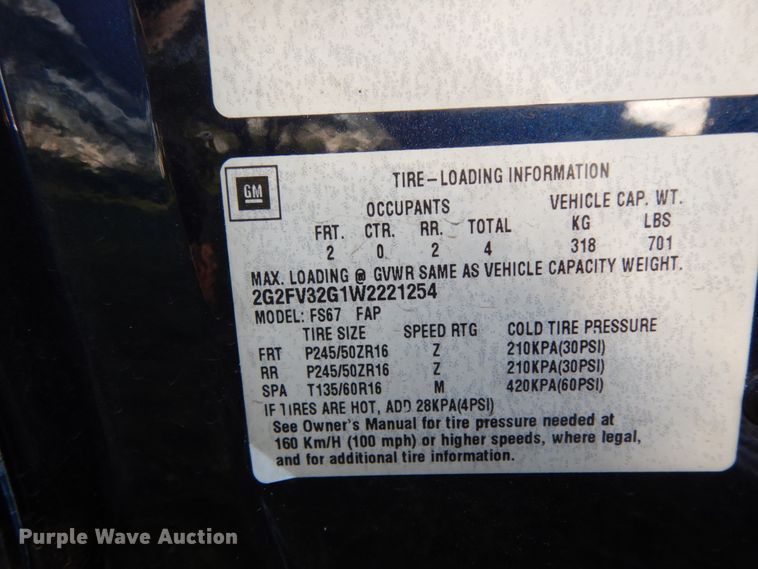 GM
TIRE-LOADING INFORMATION
OCCUPANTS VEHICLE CAP. WT.
FRT. CTR. RR. TOTAL KG LBS
2 0 2 4 318 701
MAX. LOADING @ GVWR SAME AS VEHICLE CAPACITY WEIGHT.
2G2FV32G1W2221254
MODEL: FS67 FAP
TIRE SIZE SPEED RTG COLD TIRE PRESSURE
FRT P245/50ZR16 Z 210KPA(30PSI)
RR P245/50ZR16 Z 210KPA(30PSI)
SPA T135/60R16 M 420KPA(60PSI)
IF TIRES ARE HOT, ADD 28KPA(4PSI)
See Owner's Manual for tire pressure needed at
160 Km/H (100 mph) or higher speeds, where legal,
and for additional tire information.
Purple Wave Auction